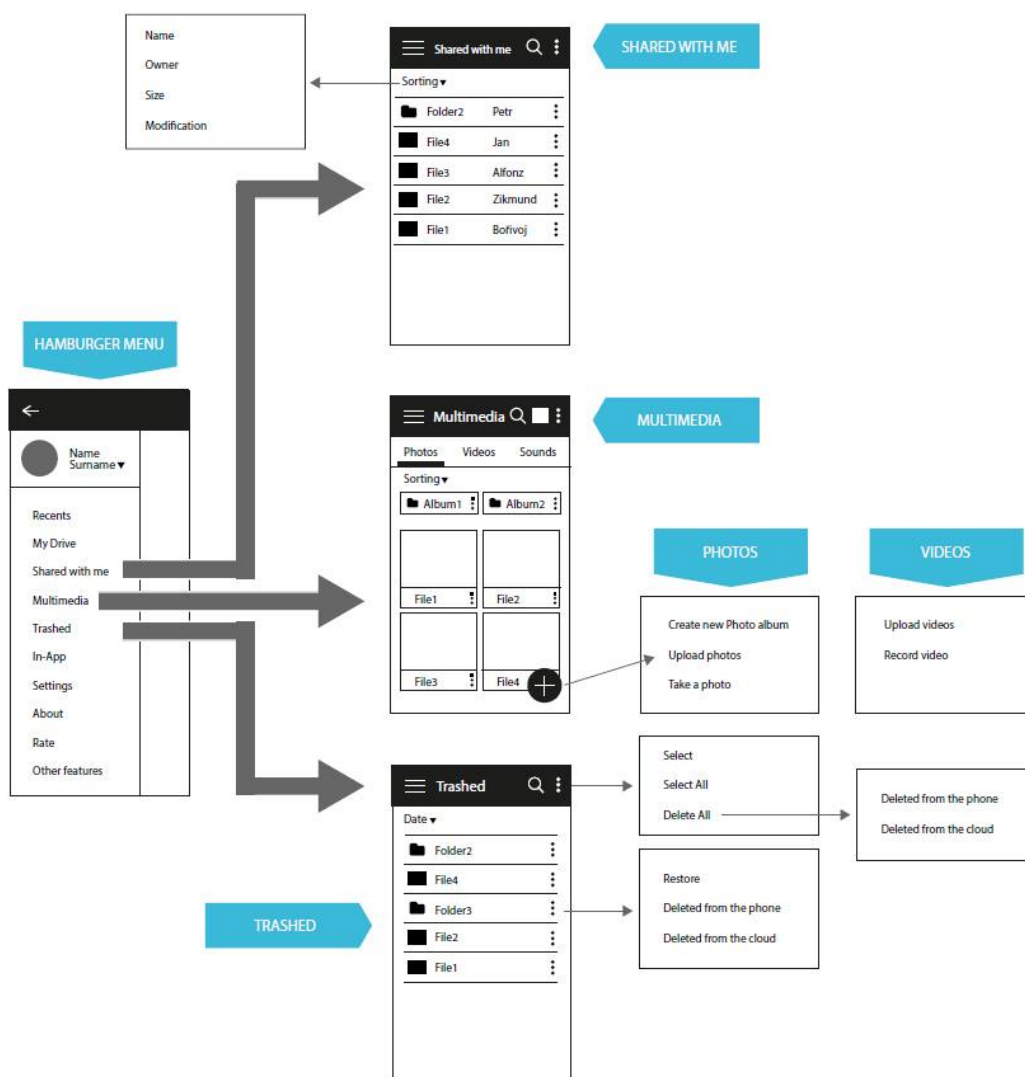 Name
Owner
Size
Modification
Shared with me
SHARED WITH ME
Sorting
Folder2 Petr
File4 Jan
File3 Alfonz
File2 Zikmund
File1 Bořivoj
HAMBURGER MENU
Name
Surname
Recents
My Drive
Shared with me
Multimedia
Trashed
In-App
Settings
About
Rate
Other features
Multimedia
MULTIMEDIA
Photos Videos Sounds
Sorting
Album1 Album2
File1 File2
File3 File4
PHOTOS
Create new Photo album
Upload photos
Take a photo
VIDEOS
Upload videos
Record video
Trashed
TRASHED
Date
Folder2
File4
Folder3
File2
File1
Select
Select All
Delete All
Deleted from the phone
Deleted from the cloud
Restore
Deleted from the phone
Deleted from the cloud